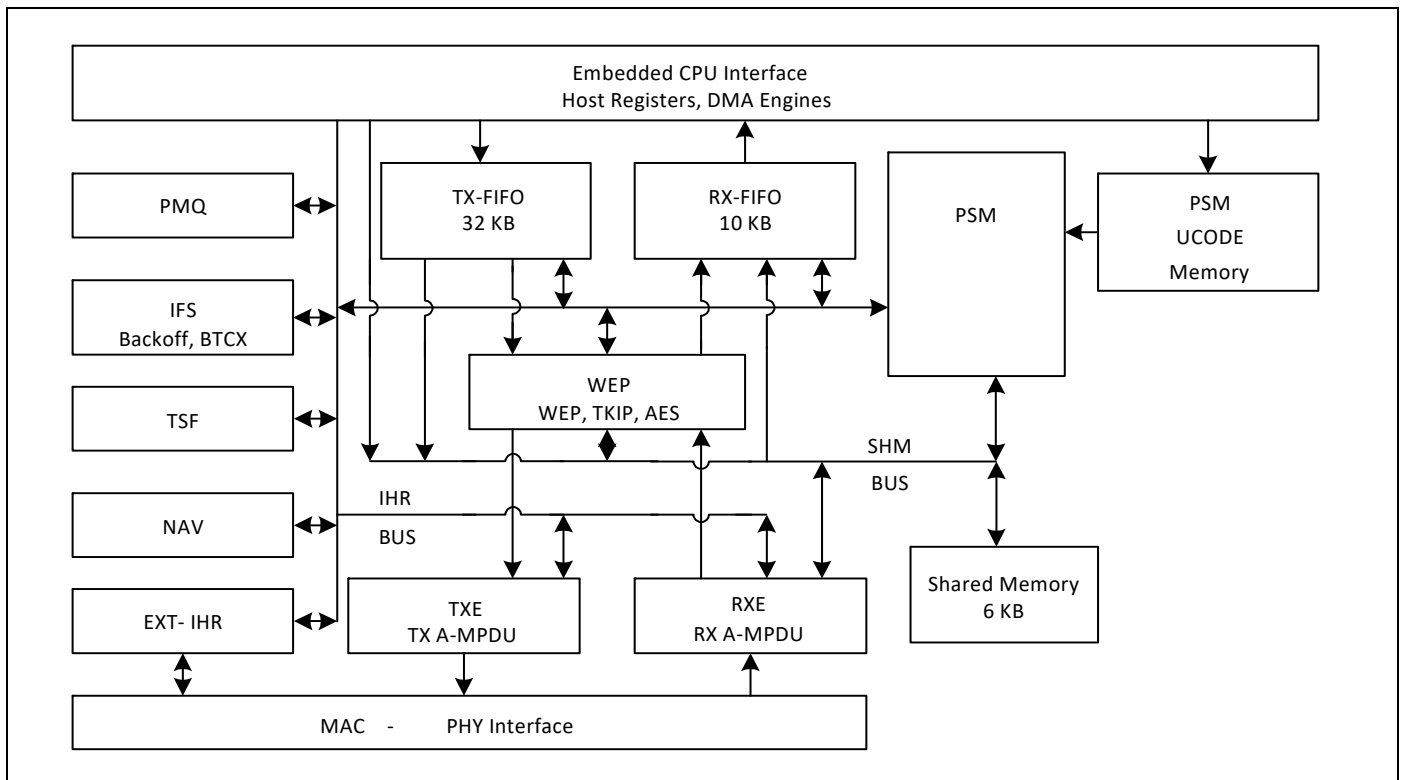 Embedded CPU Interface
Host Registers, DMA Engines
PMQ
TX-FIFO
32 KB
RX-FIFO
10 KB
PSM
PSM
UCODE
Memory
IFS
Backoff, BTCX
WEP
WEP, TKIP, AES
TSF
SHM
BUS
IHR
BUS
NAV
Shared Memory
6 KB
EXT- IHR
TXE
TX A-MPDU
RXE
RX A-MPDU
MAC - PHY Interface